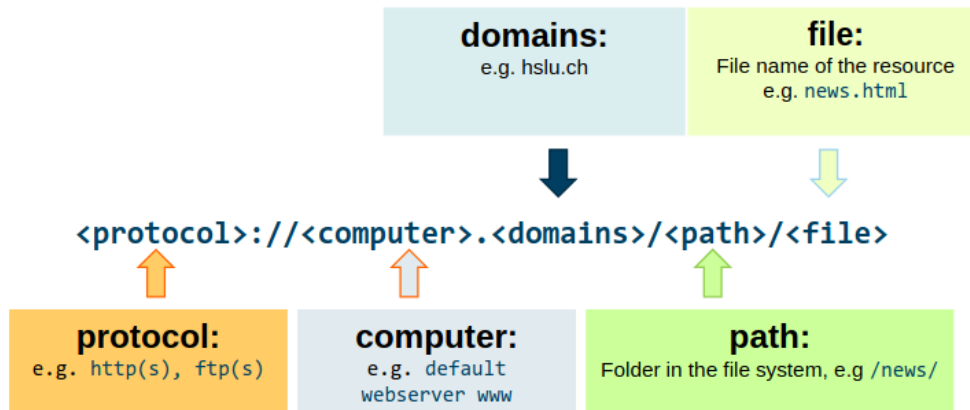 domains:
e.g. hslu.ch
file:
File name of the resource
e.g. news.html
<protocol>://<computer>.<domains>/<path>/<file>
protocol:
e.g. http(s), ftp(s)
computer:
e.g. default
webserver www
path:
Folder in the file system, e.g /news/